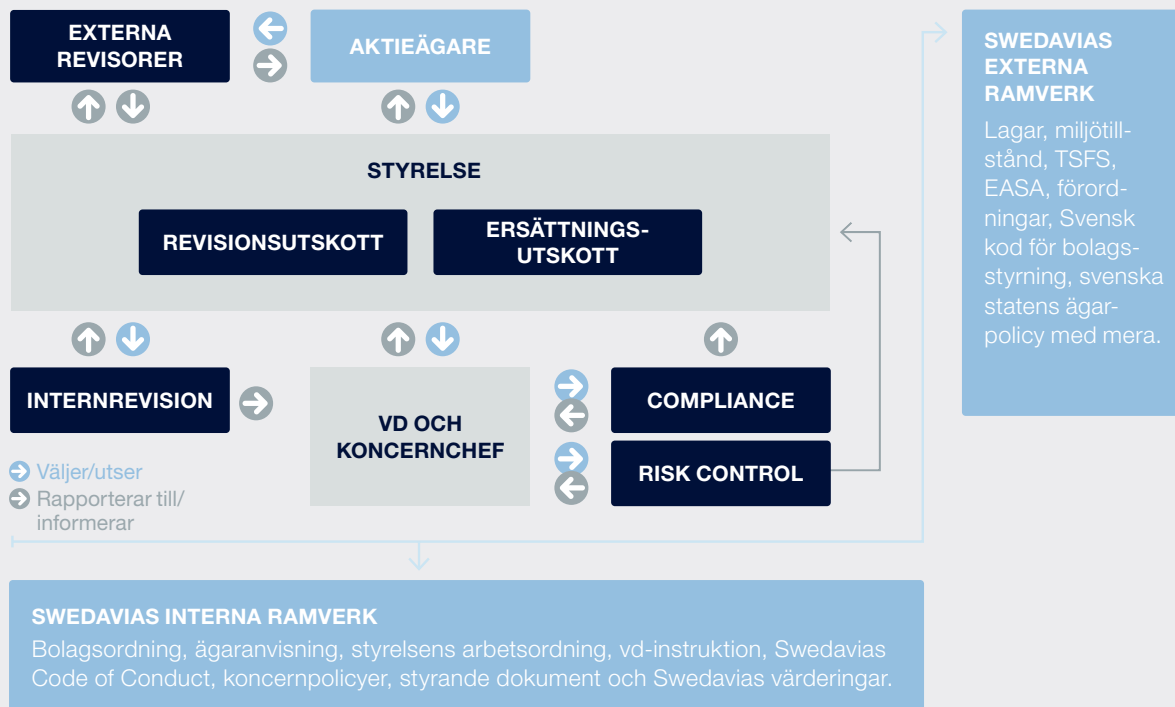 EXTERNA
REVISORER
AKTIEÄGARE
STYRELSE
REVISIONSUTSKOTT
ERSÄTTNINGS-
UTSKOTT
INTERNREVISION
VD OCH
KONCERNCHEF
COMPLIANCE
RISK CONTROL
Väljer/utser
Rapporterar till/
informerar
SWEDAVIAS
EXTERNA
RAMVERK
Lagar, miljötill-
stånd, TSFS,
EASA, förord-
ningar, Svensk
kod för bolags-
styrning, svenska
statens ägar-
policy med mera.
SWEDAVIAS INTERNA RAMVERK
Bolagsordning, ägaranvisning, styrelsens arbetsordning, vd-instruktion, Swedavias
Code of Conduct, koncernpolicyer, styrande dokument och Swedavias värderingar.